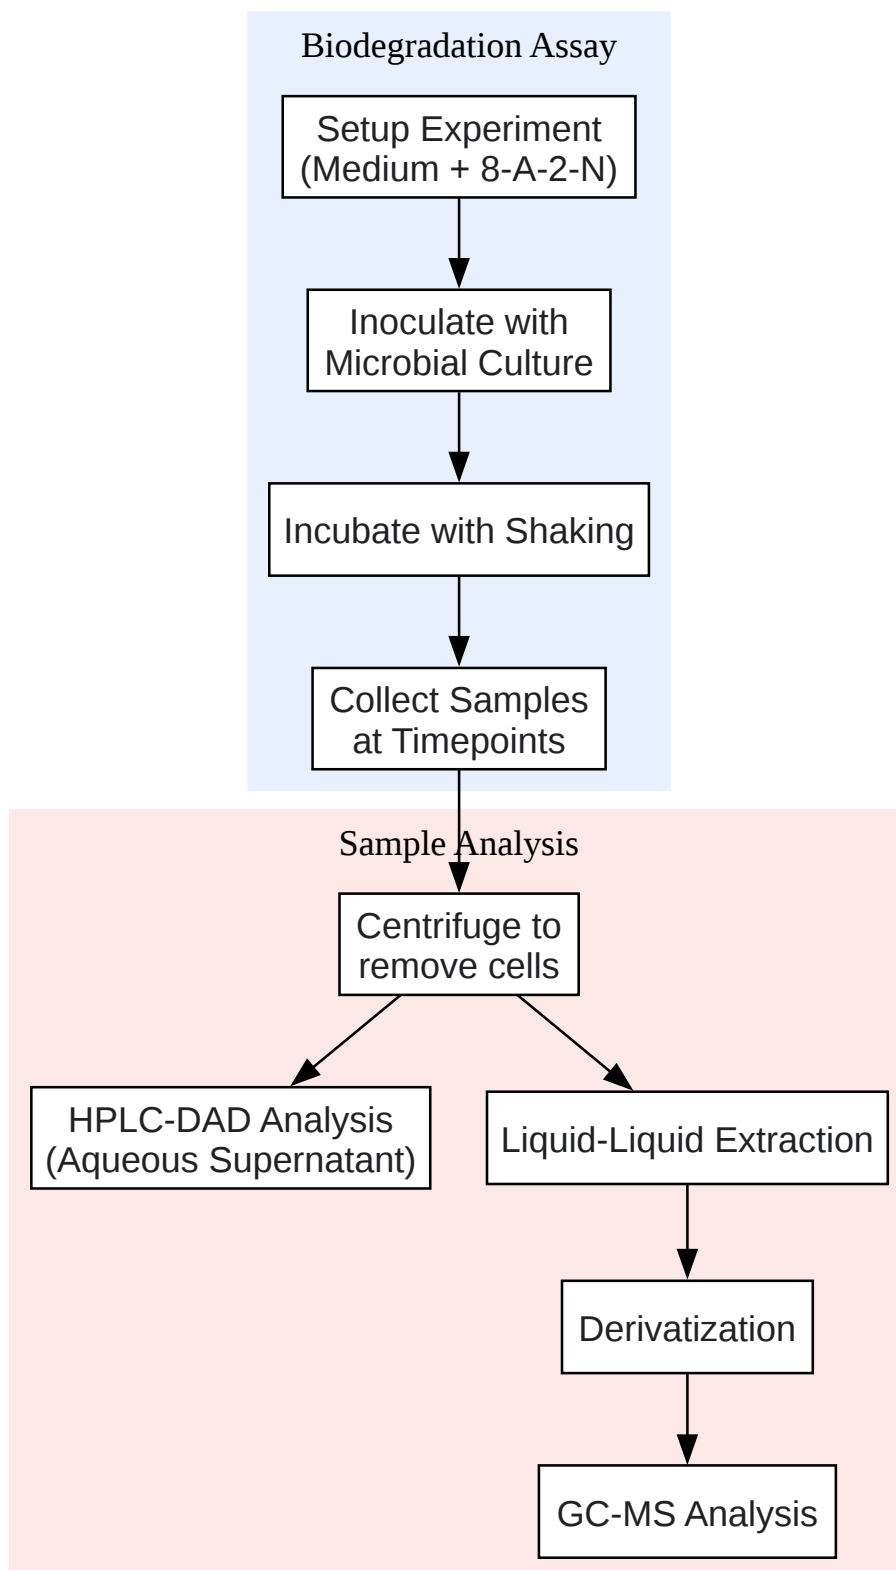 Biodegradation Assay
Setup Experiment
(Medium + 8-A-2-N)
Inoculate with
Microbial Culture
Incubate with Shaking
Collect Samples
at Timepoints
Sample Analysis
Centrifuge to
remove cells
HPLC-DAD Analysis
(Aqueous Supernatant)
Liquid-Liquid Extraction
Derivatization
GC-MS Analysis